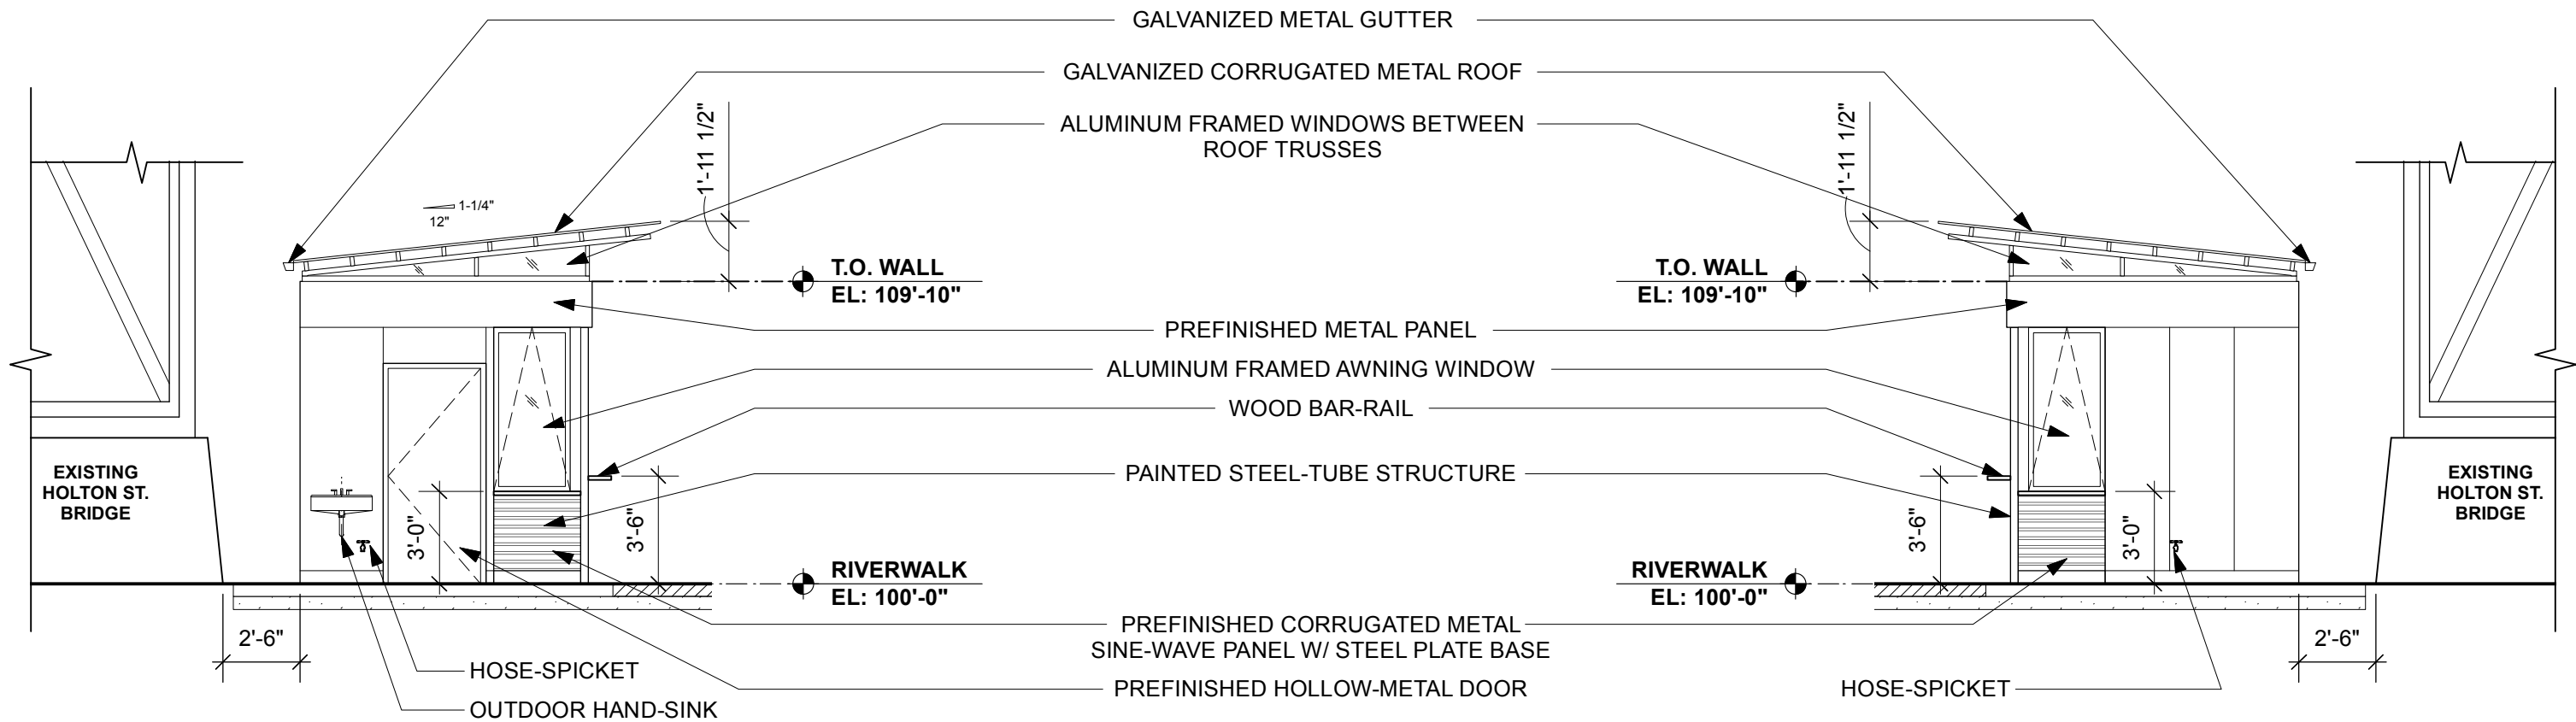 GALVANIZED METAL GUTTER
GALVANIZED CORRUGATED METAL ROOF
ALUMINUM FRAMED WINDOWS BETWEEN
ROOF TRUSSES
1'-11 1/2"
1'-11 1/2"
1-1/4"
12"
T.O. WALL
EL: 109'-10"
T.O. WALL
EL: 109'-10"
PREFINISHED METAL PANEL
ALUMINUM FRAMED AWNING WINDOW
WOOD BAR-RAIL
PAINTED STEEL-TUBE STRUCTURE
EXISTING
HOLTON ST.
BRIDGE
EXISTING
HOLTON ST.
BRIDGE
3'-0"
3'-6"
3'-6"
3'-0"
RIVERWALK
EL: 100'-0"
RIVERWALK
EL: 100'-0"
2'-6"
2'-6"
PREFINISHED CORRUGATED METAL
SINE-WAVE PANEL W/ STEEL PLATE BASE
HOSE-SPICKET
PREFINISHED HOLLOW-METAL DOOR
HOSE-SPICKET
OUTDOOR HAND-SINK